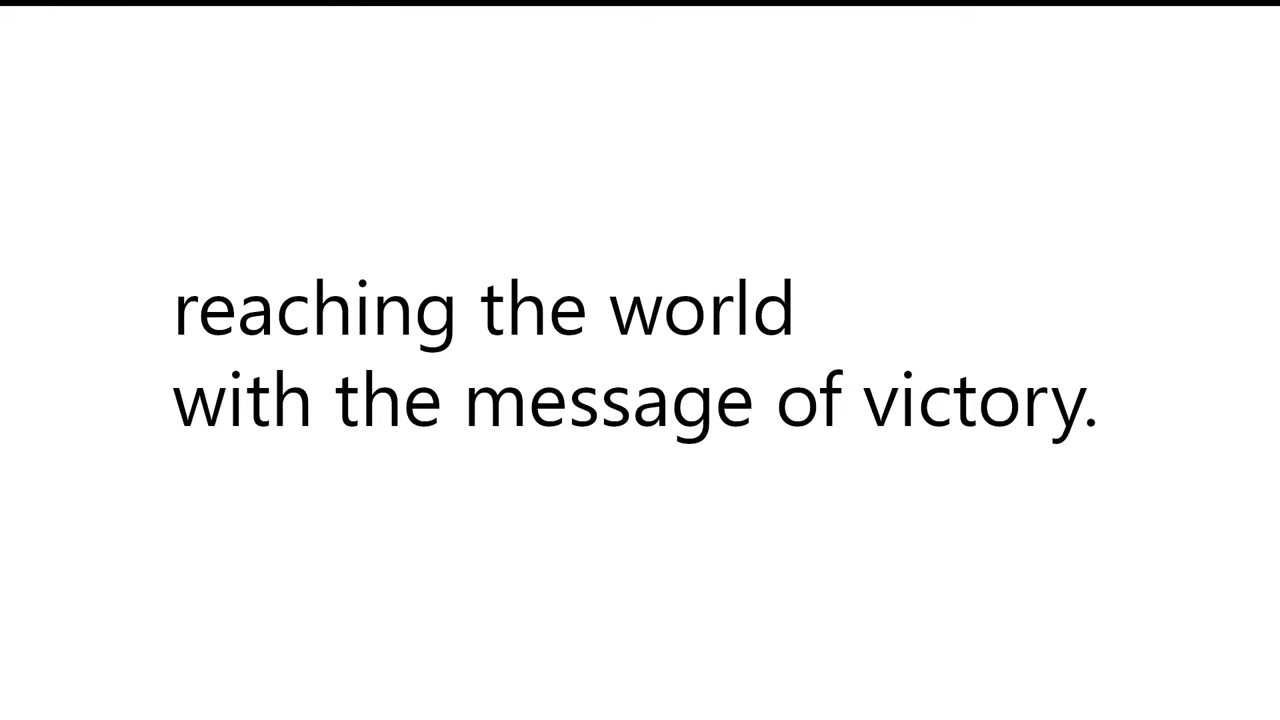 reaching the world
with the message of victory.